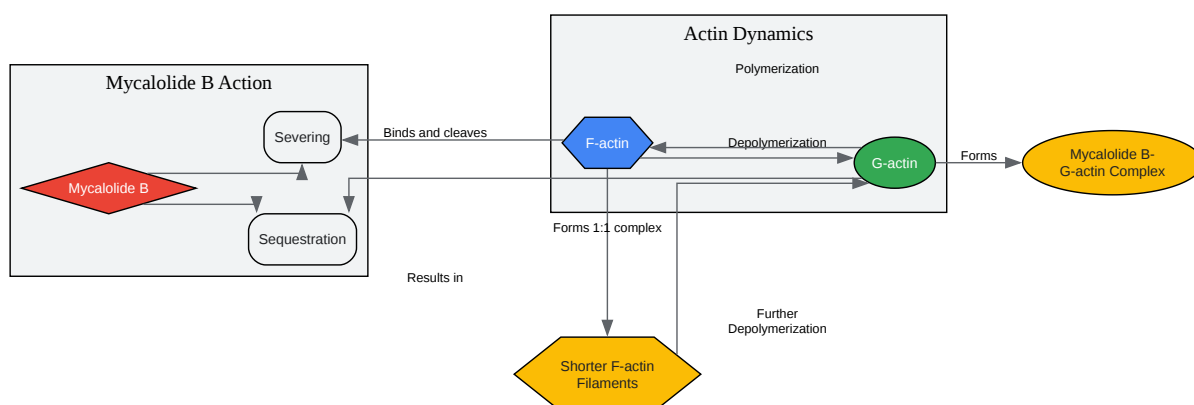 Actin Dynamics
Polymerization
Mycalolide B Action
Severing
Binds and cleaves
F-actin
Depolymerization
G-actin
Forms
Mycalolide B-
G-actin Complex
Mycalolide B
Sequestration
Forms 1:1 complex
Results in
Further
Depolymerization
Shorter F-actin
Filaments